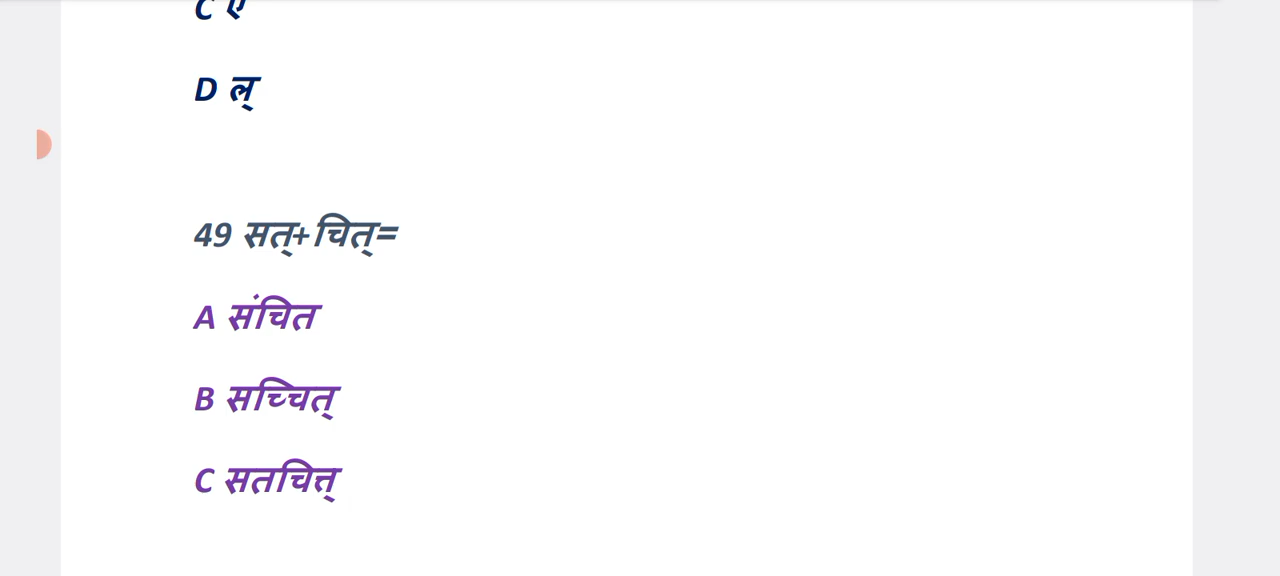 C ए
D ल्
49 सत्+चित्=
A संचित
B सच्चित्
C सतचित्त्